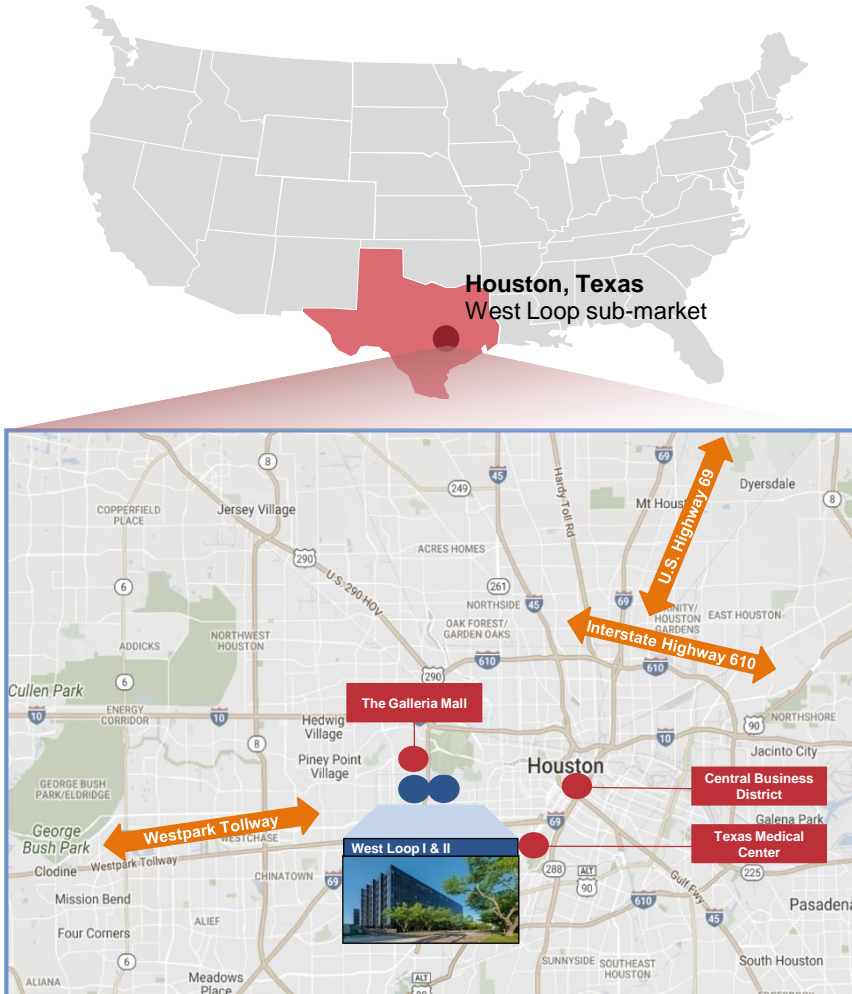 Houston, Texas
West Loop sub-market
8
69
45
Hardy Toll Rd
249
Mt Hous
Dyersdale
8
U.S. Highway 69
COPPERFIELD
PLACE
Jersey Village
290
ACRES HOMES
U.S. 290 HOV
6
261
NORTHSIDE
45
69
INITY/
HOUSTON
GARDENS
EAST HOUSTON
OAK FOREST/
GARDEN OAKS
Interstate Highway 610
NORTHWEST
HOUSTON
ADDICKS
610
610
290
6
Cullen Park
The Galleria Mall
ENERGY
CORRIDOR
10
10
Hedwig
Village
90
NORTHSHORE
8
10
Jacinto City
Piney Point
Village
Houston
Central Business
District
GEORGE BUSH
PARK/ELDRIDGE
Galena Park
George
Bush Park
Westpark Tollway
WESTCHASE
69
Texas Medical
Center
West Loop I & II
Westpark Tollway
Clodine
CHINATOWN
69
288
ALT
90
225
Gulf Fwy
Mission Bend
610
45
Pasadena
ALIEF
Four Corners
6
SUNNYSIDE
SOUTHEAST
HOUSTON
South Houston
ALIANA
Meadows
Place
ALT
90